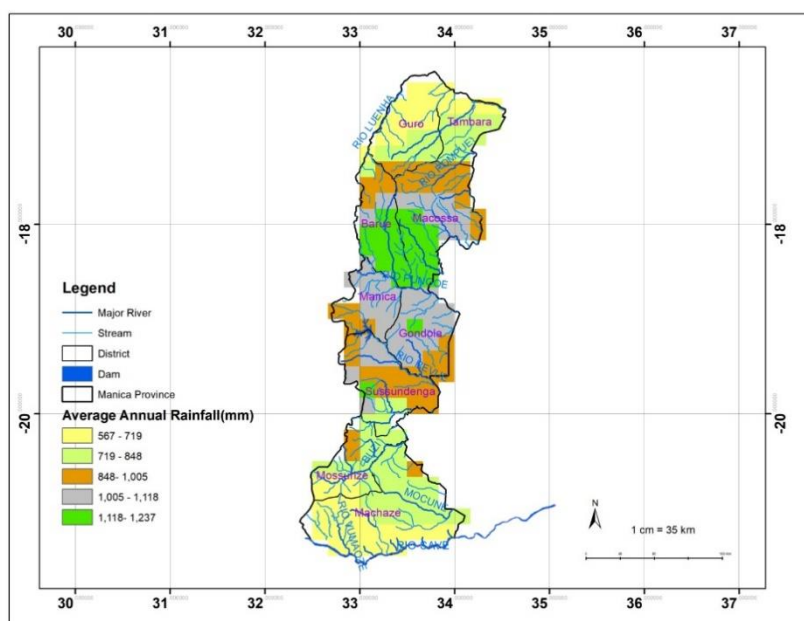 30 31 32 33 34 35 36 37
-18
-20
RIO LUENHA
Guro
Tambara
Barue
Macossa
RIO PUNGOE
Manica
Gondola
Sussundenga
Mossurize
Machaze
RIO SAVE
Legend
Major River
Stream
District
Dam
Manica Province
Average Annual Rainfall(mm)
567 - 719
719 - 848
848- 1,005
1,005 - 1,118
1,118- 1,237
N
1 cm = 35 km
-18
-20
30 31 32 33 34 35 36 37